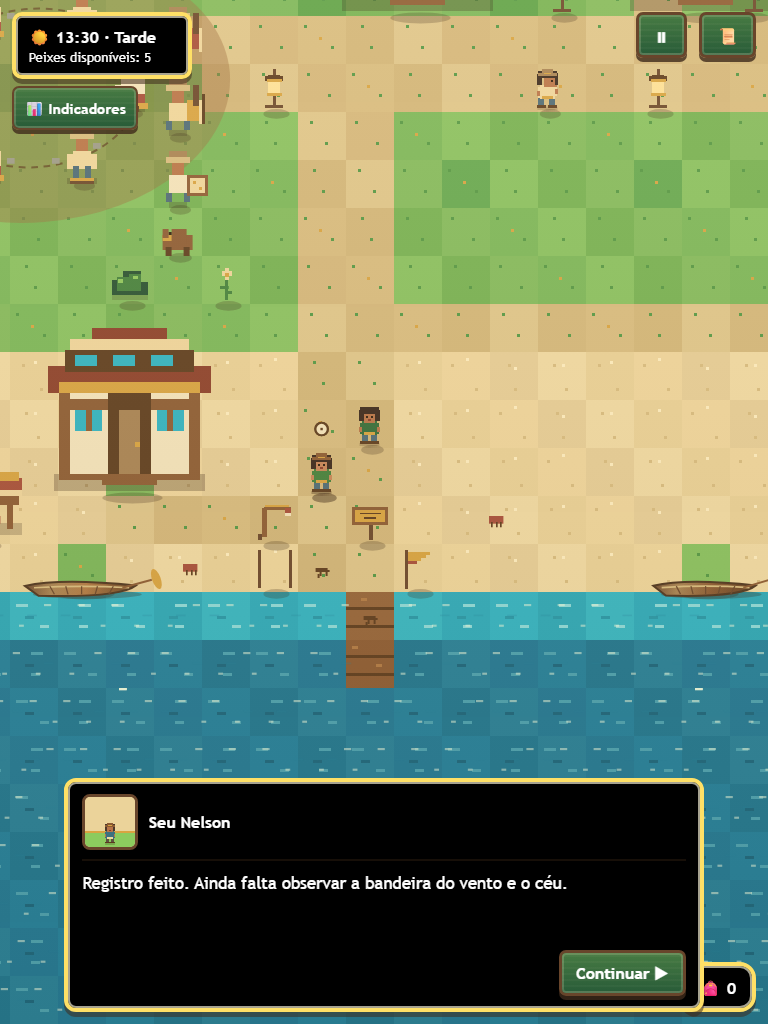 13:30 · Tarde
Peixes disponíveis: 5
Indicadores
Seu Nelson
Registro feito. Ainda falta observar a bandeira do vento e o céu.
Continuar ▶
0